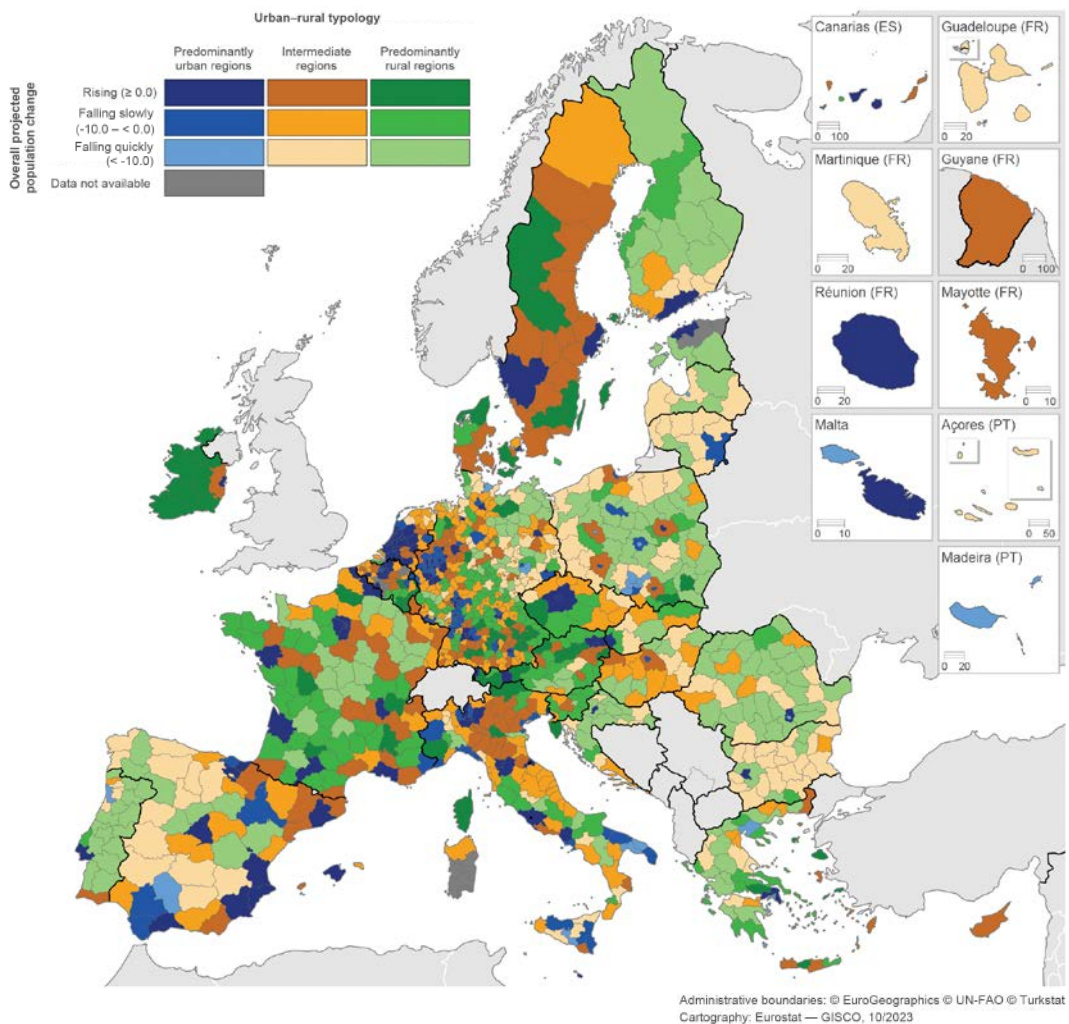 Urban–rural typology
Predominantly
urban regions
Intermediate
regions
Predominantly
rural regions
Overall projected
population change
Rising (≥ 0.0)
Falling slowly
(-10.0 – < 0.0)
Falling quickly
(< -10.0)
Data not available
Canarias (ES)
0 100
Guadeloupe (FR)
0 20
Martinique (FR)
0 20
Guyane (FR)
0 100
Réunion (FR)
0 20
Mayotte (FR)
0 10
Malta
0 10
Açores (PT)
0 50
Madeira (PT)
0 20
Administrative boundaries: © EuroGeographics © UN-FAO © Turkstat
Cartography: Eurostat — GISCO, 10/2023